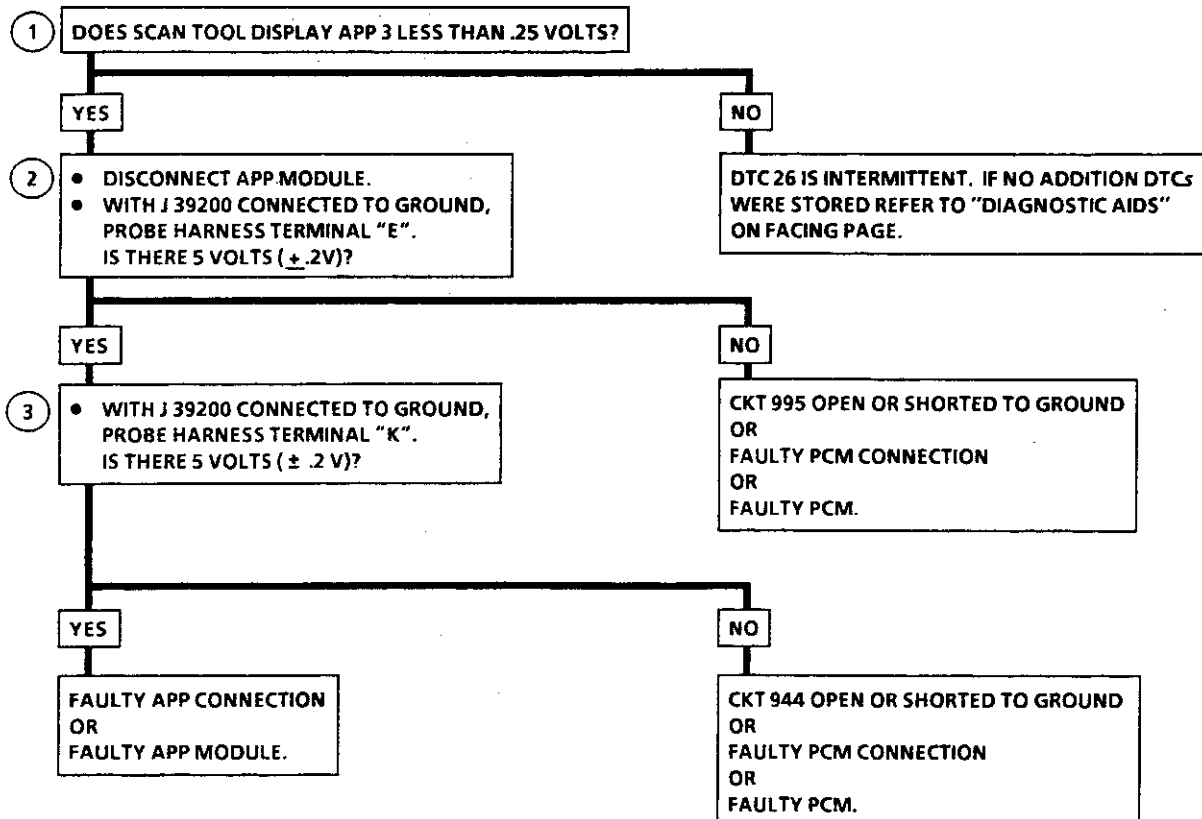 1
DOES SCAN TOOL DISPLAY APP 3 LESS THAN .25 VOLTS?
YES
NO
2
• DISCONNECT APP MODULE.
• WITH J 39200 CONNECTED TO GROUND,
PROBE HARNESS TERMINAL "E".
IS THERE 5 VOLTS (± .2V)?
DTC 26 IS INTERMITTENT. IF NO ADDITION DTCs
WERE STORED REFER TO "DIAGNOSTIC AIDS"
ON FACING PAGE.
YES
NO
3
• WITH J 39200 CONNECTED TO GROUND,
PROBE HARNESS TERMINAL "K".
IS THERE 5 VOLTS (± .2 V)?
CKT 995 OPEN OR SHORTED TO GROUND
OR
FAULTY PCM CONNECTION
OR
FAULTY PCM.
YES
NO
FAULTY APP CONNECTION
OR
FAULTY APP MODULE.
CKT 944 OPEN OR SHORTED TO GROUND
OR
FAULTY PCM CONNECTION
OR
FAULTY PCM.